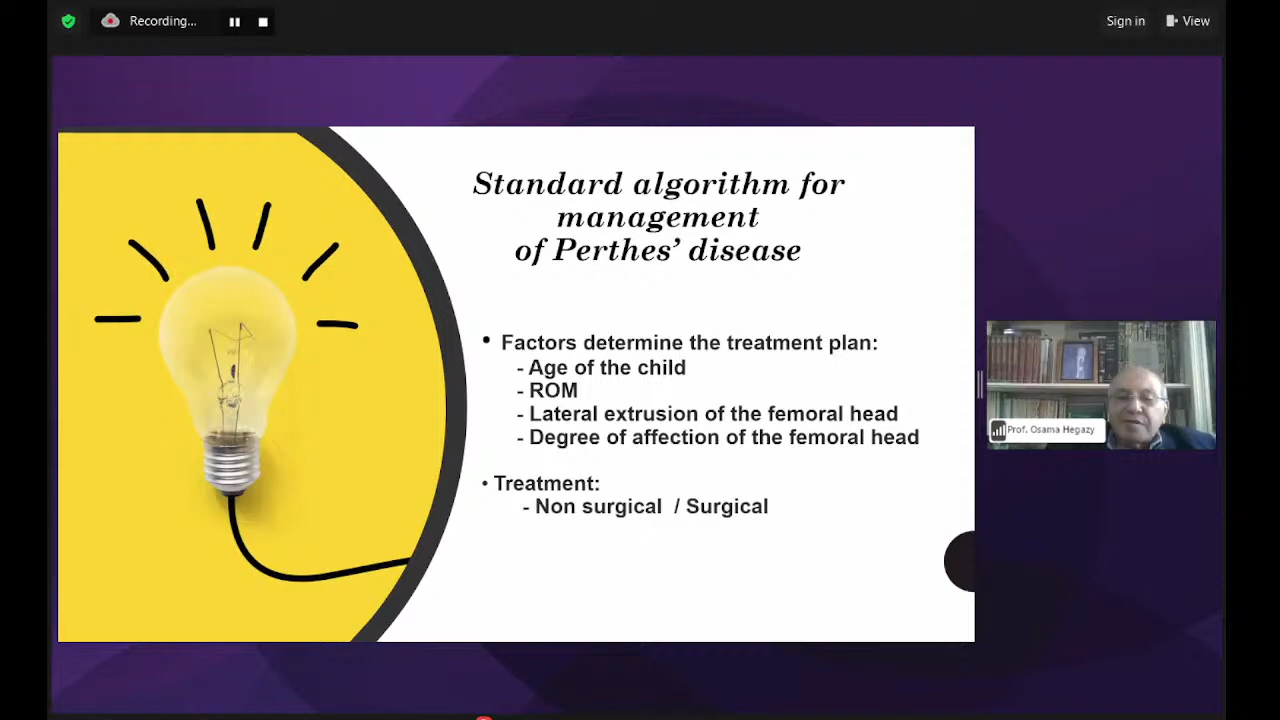 Recording...
Sign in
View
Standard algorithm for
management
of Perthes’ disease
• Factors determine the treatment plan:
- Age of the child
- ROM
- Lateral extrusion of the femoral head
- Degree of affection of the femoral head
• Treatment:
- Non surgical / Surgical
Prof. Osama Hegazy